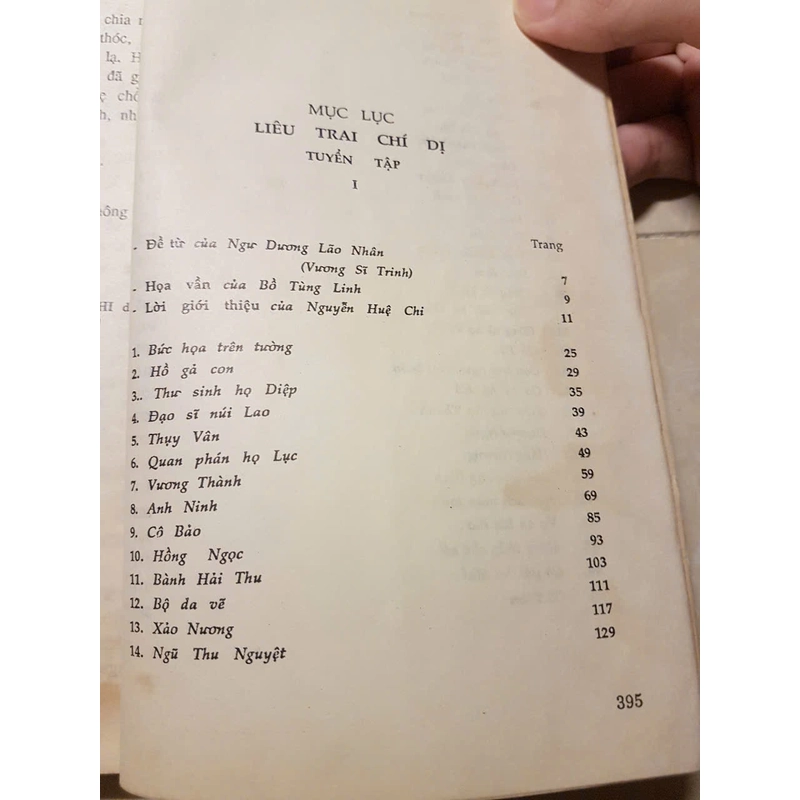 chia
thóc,
lạ. H
đã g
hông
MỤC LỤC
LIÊU TRAI CHÍ DỊ
TUYỂN TẬP
I
Trang
. Đề từ của Ngư Dương Lão Nhân
(Vương Sĩ Trinh) 7
. Họa vần của Bồ Tùng Linh 9
. Lời giới thiệu của Nguyễn Huệ Chi 11
1. Bức họa trên tường 25
2. Hồ gả con 29
3.. Thư sinh họ Diệp 35
4. Đạo sĩ núi Lao 39
5. Thụy Vân 43
6. Quan phán họ Lục 49
7. Vương Thành 59
8. Anh Ninh 69
9. Cô Bảo 85
10. Hồng Ngọc 93
11. Bành Hải Thu 103
12. Bộ da vẽ 111
13. Xảo Nương 117
14. Ngũ Thu Nguyệt 129
395